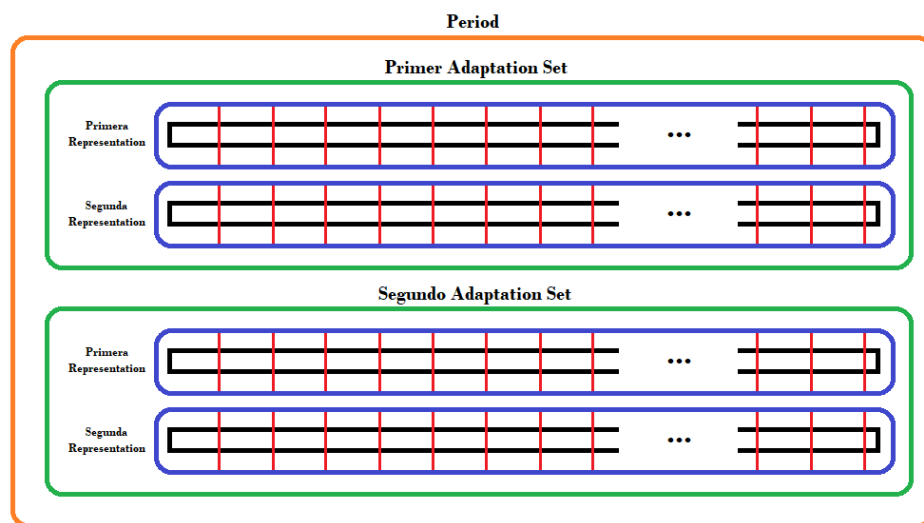 Period
Primer Adaptation Set
Primera
Representation
...
Segunda
Representation
...
Segundo Adaptation Set
Primera
Representation
...
Segunda
Representation
...